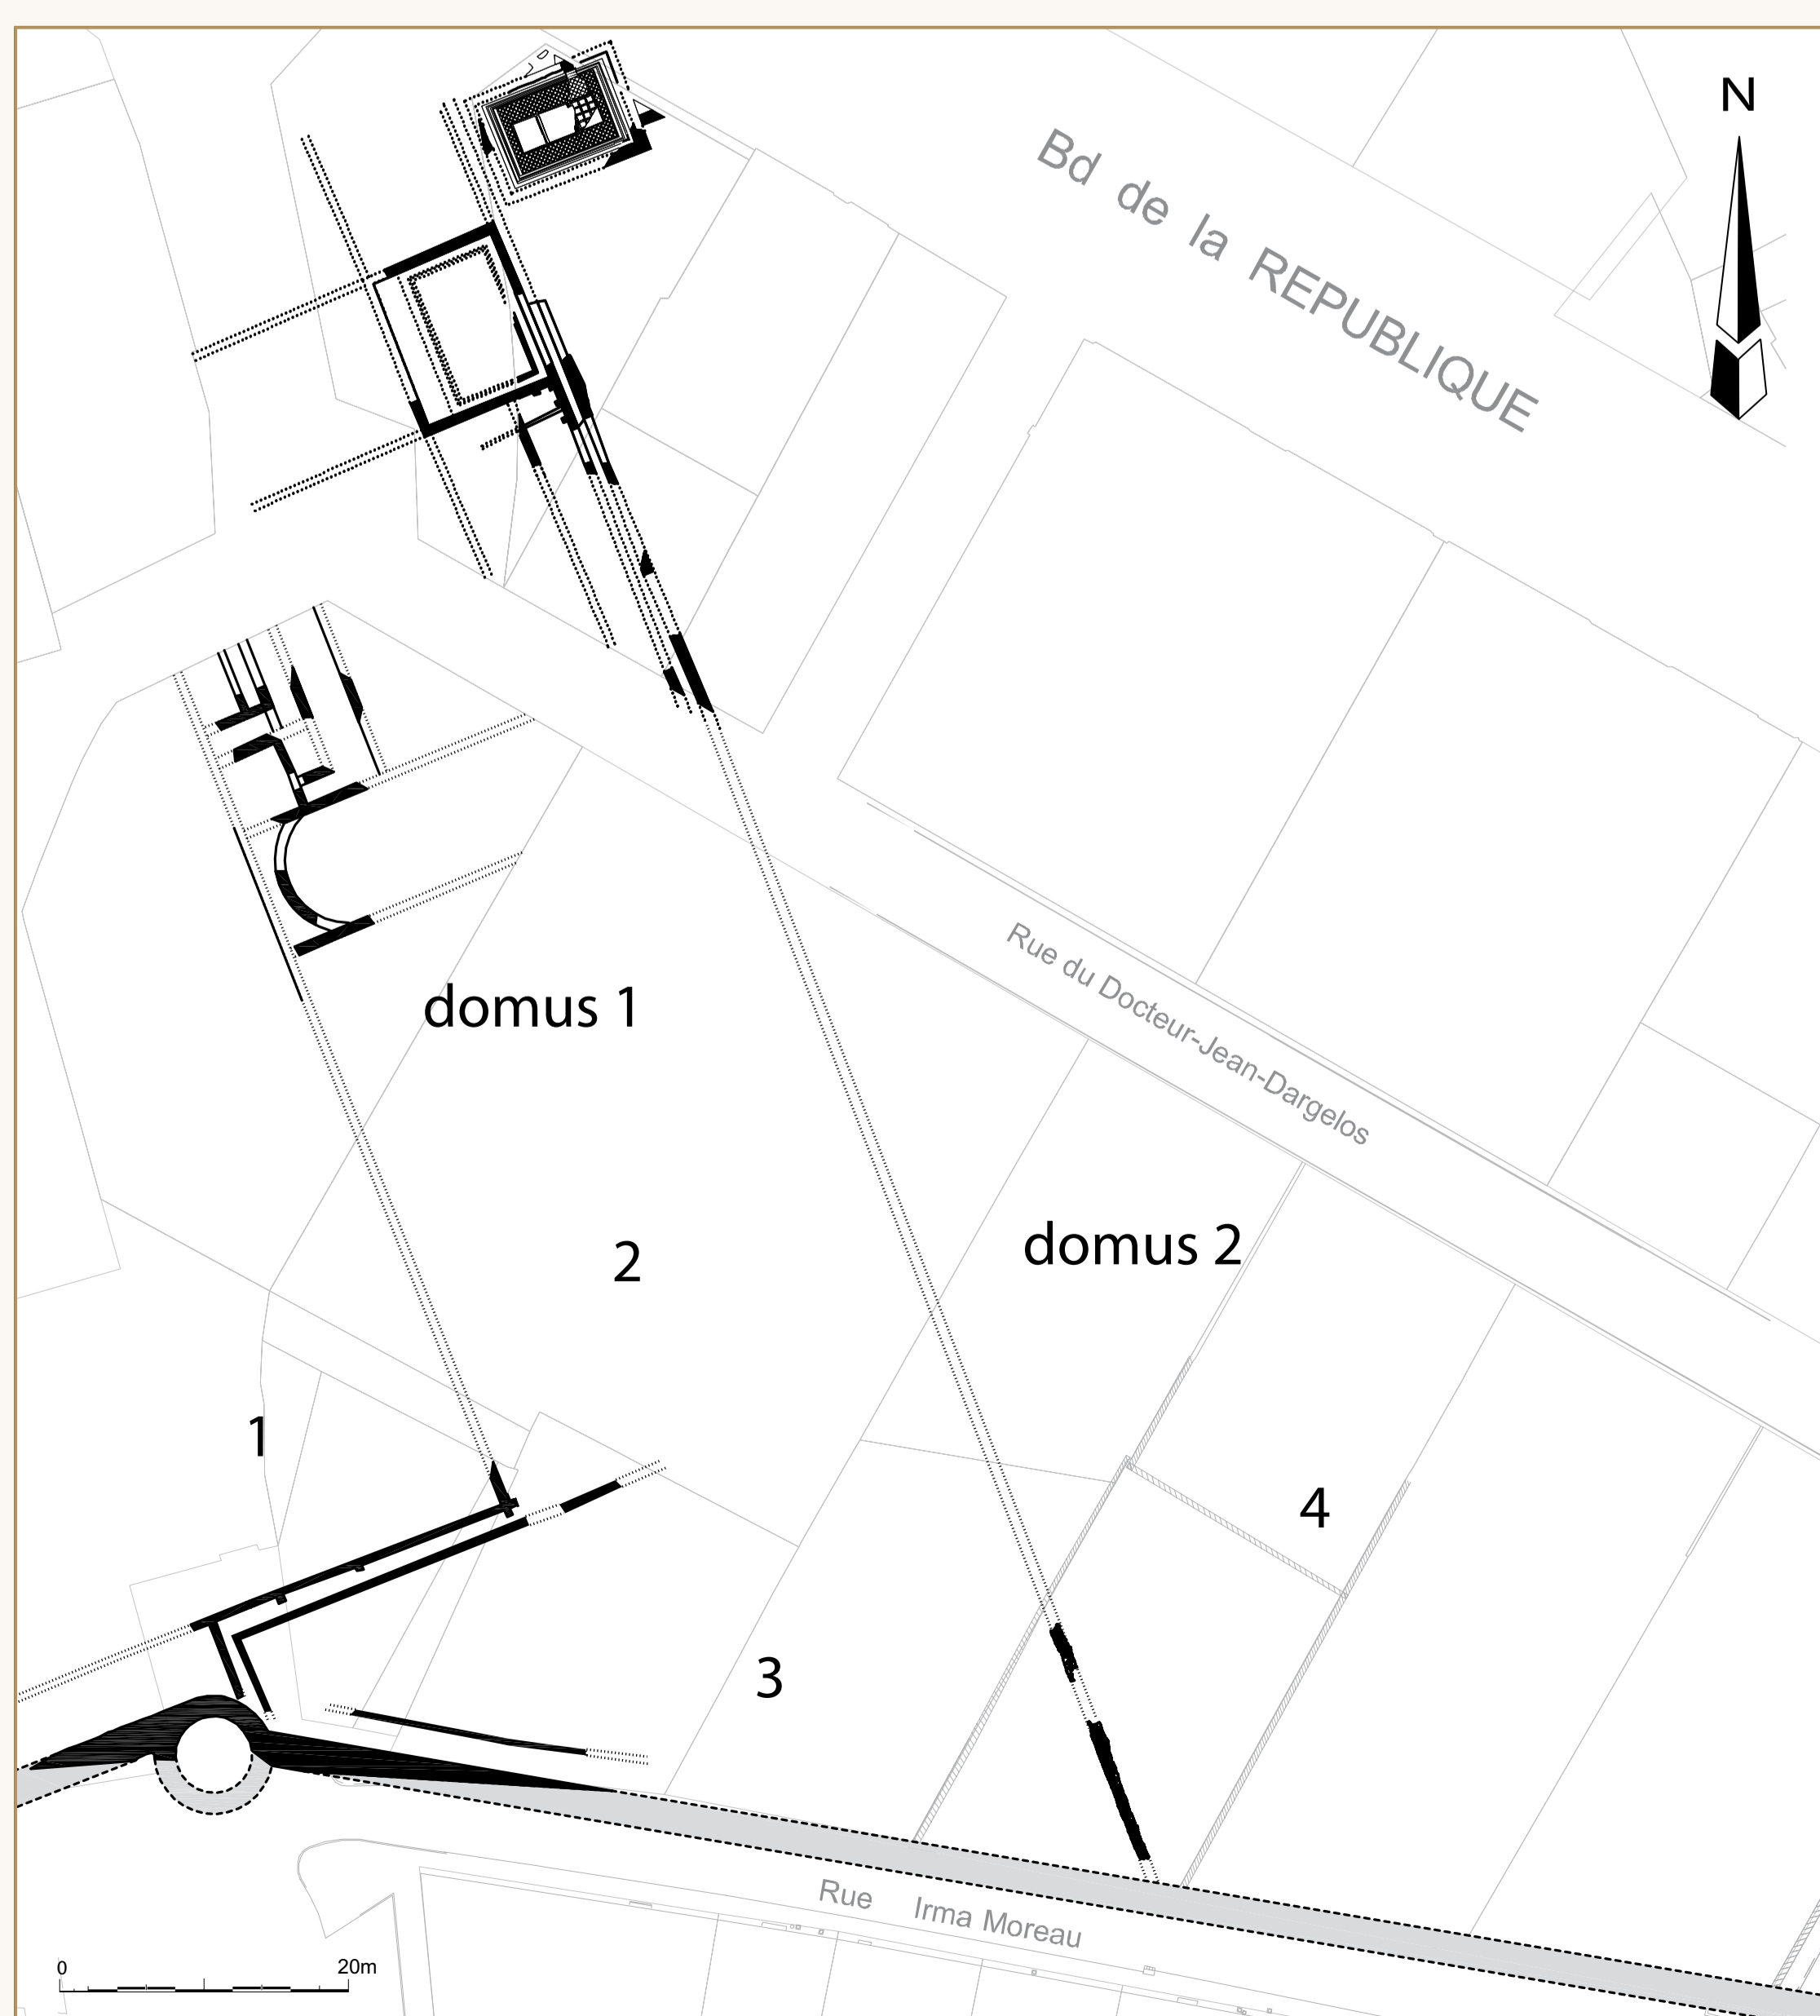 N
Bd de la REPUBLIQUE
Rue du Docteur-Jean-Dargelos
domus 1
domus 2
2
1
4
3
Rue Irma Moreau
0 20m